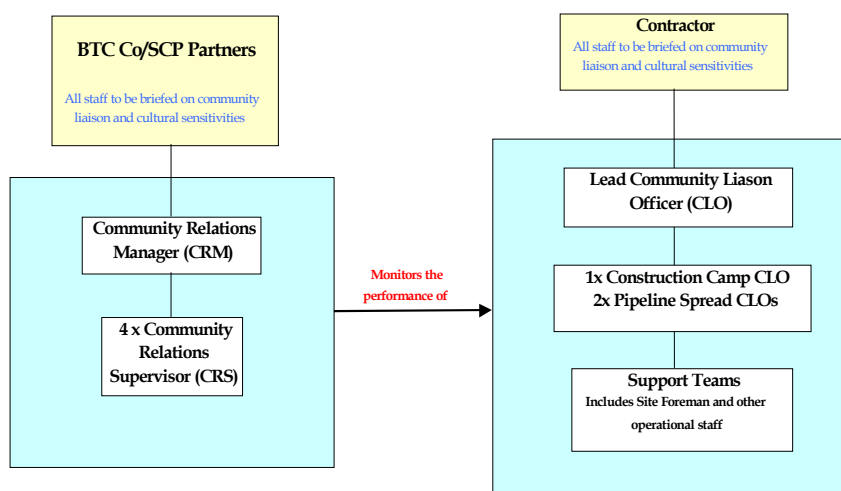 BTC Co/SCP Partners
All staff to be briefed on community
liaison and cultural sensitivities
Community Relations
Manager (CRM)
4 x Community
Relations
Supervisor (CRS)
Monitors the
performance of
Contractor
All staff to be briefed on community
liaison and cultural sensitivities
Lead Community Liason
Officer (CLO)
1x Construction Camp CLO
2x Pipeline Spread CLOs
Support Teams
Includes Site Foreman and other
operational staff